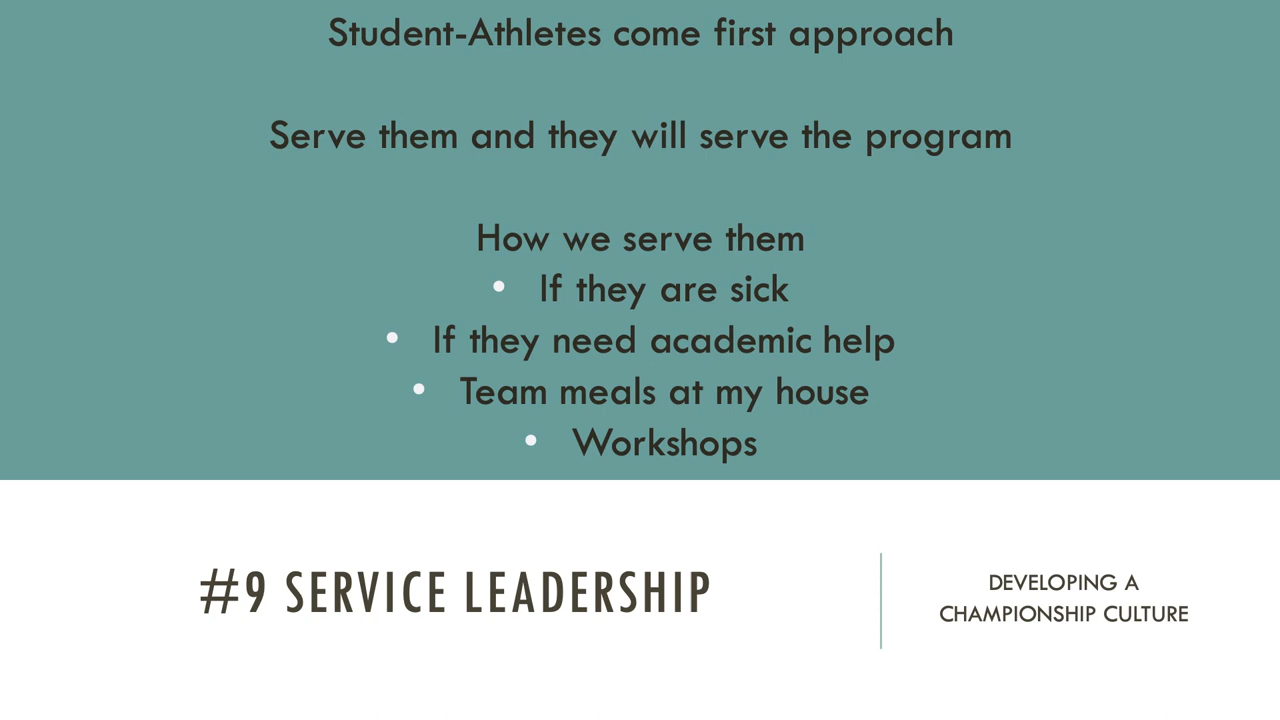 Student-Athletes come first approach
Serve them and they will serve the program
How we serve them
• If they are sick
• If they need academic help
• Team meals at my house
• Workshops
#9 SERVICE LEADERSHIP
DEVELOPING A
CHAMPIONSHIP CULTURE